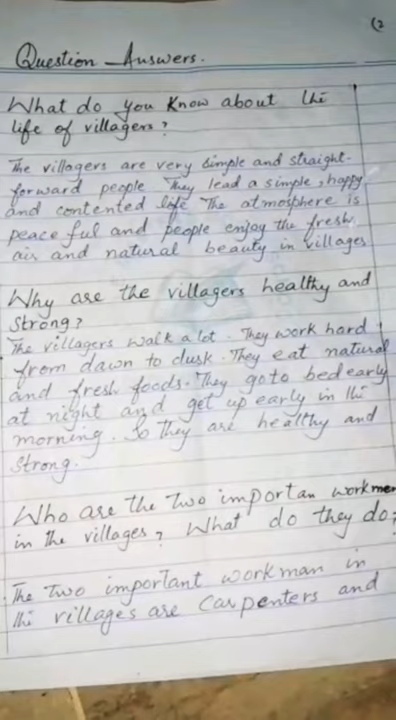 (2
Question Answers.
What do you Know about the
life of villagers?
The villagers are very simple and straight-
forward people They lead a simple, happy
and contented life The atmosphere is
peaceful and people enjoy the fresh
air and natural beauty in villages
Why are the villagers healthy and
Strong?
The villagers walk a lot. They work hard
from dawn to dusk. They eat natural
and fresh foods. They goto bed early
at night and get up early in the
morning. So they are healthy and
Strong.
Who are the Two importan workmen
in the villages, What do they do?
The Two important workman in
the villages are Carpenters and